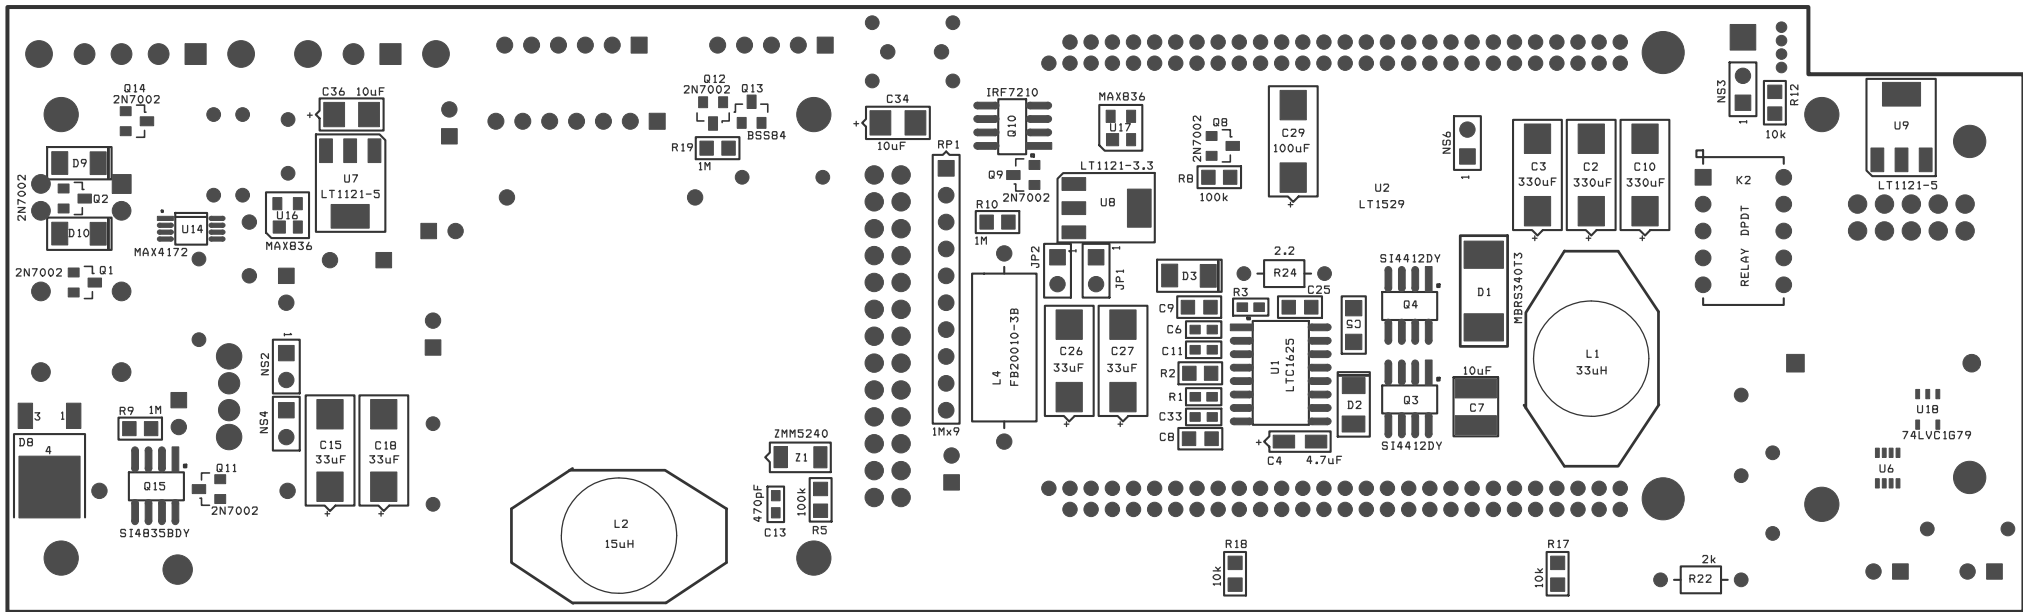 Q14
2N7002
C36 10uF
+
U7
LT1121-5
D9
2N7002
Q2
D10
U14
MAX4172
U16
MAX836
2N7002 Q1
1
NS2
NS4
R9 1M
3 1
D8
4
Q15
SI4835BDY
Q11
2N7002
C15
33uF
+
C18
33uF
+
Q12
2N7002
Q13
BSS84
R19
1M
L2
15uH
ZMM5240
Z1
470pF
C13
100k
R5
C34
+
10uF
RP1
1Mx9
IRF7210
Q10
Q9
2N7002
R10
1M
MAX836
U17
LT1121-3.3
U8
JP2
1
JP1
1
L4
FB20010-3B
C26
33uF
+
C27
33uF
+
2N7002
Q8
R8
100k
C29
100uF
+
U2
LT1529
D3
2.2
R24
C9
R3
C25
C6
C11
R2
R1
C33
C8
U1
LTC1625
C5
D2
+
C4 4.7uF
SI4412DY
Q4
Q3
SI4412DY
D1
MBRS340T3
10uF
C7
NS6
1
C3
330uF
+
C2
330uF
+
C10
330uF
+
L1
33uH
NS3
1
R12
10k
K2
RELAY DPDT
U9
LT1121-5
U18
74LVC1G79
U6
R18
10k
R17
10k
2k
R22